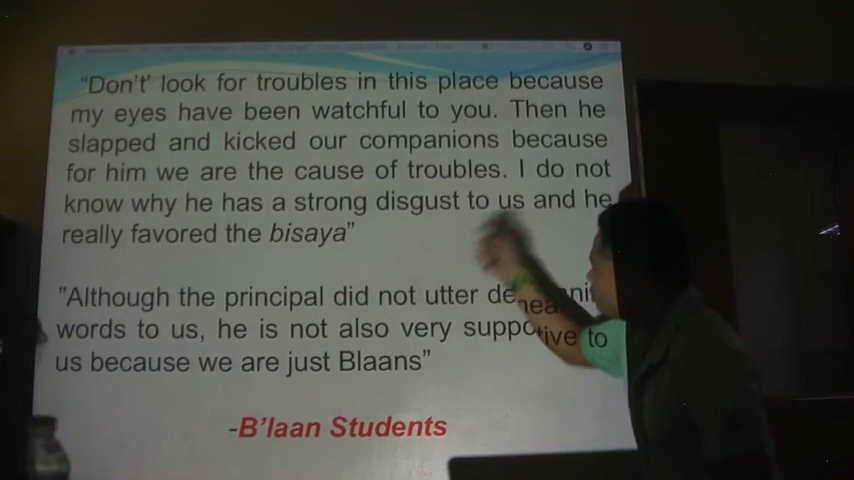 "Don't' look for troubles in this place because
my eyes have been watchful to you. Then he
slapped and kicked our companions because
for him we are the cause of troubles. I do not
know why he has a strong disgust to us and he
really favored the bisaya"
"Although the principal did not utter demeaning
words to us, he is not also very supportive to
us because we are just Blaans"
-B'laan Students